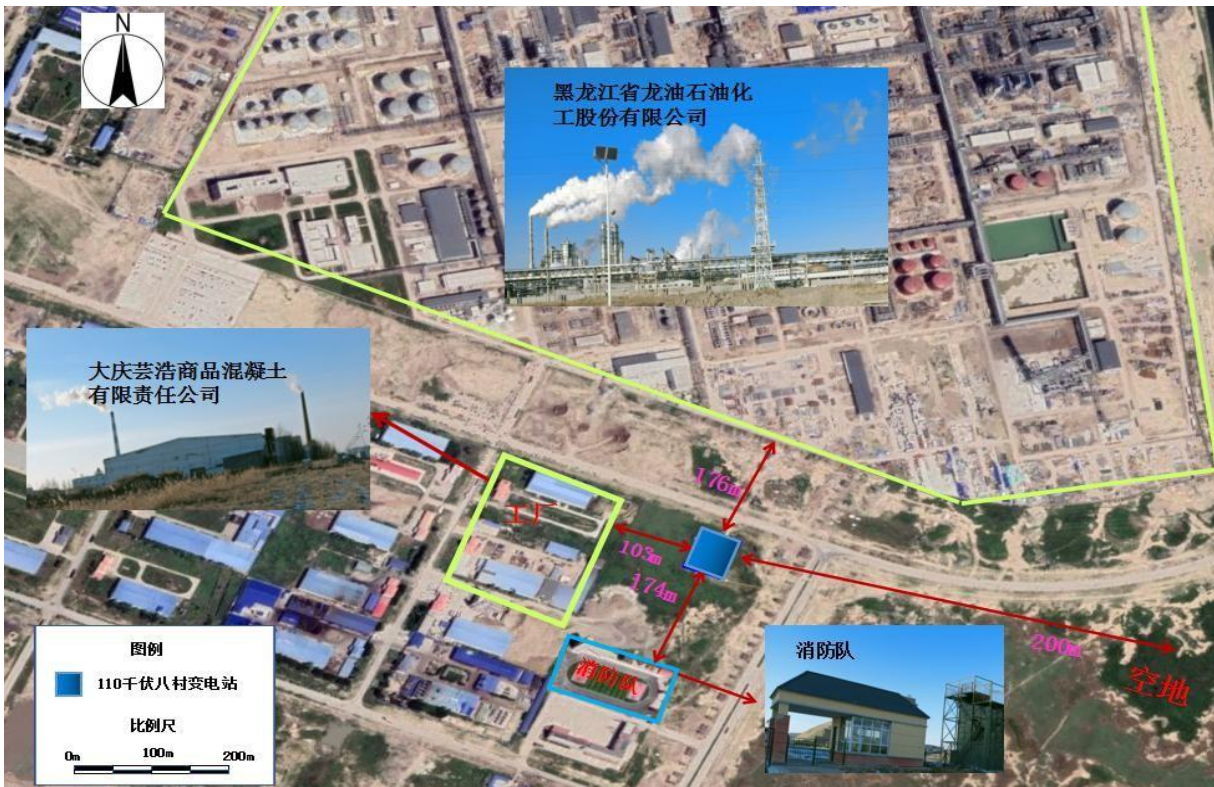 N
黑龙江省龙油石油化
工股份有限公司
大庆芸浩商品混凝土
有限责任公司
176m
工厂
103m
174m
200m
空地
消防队
消防队
图例
110千伏八村变电站
比例尺
0m 100m 200m